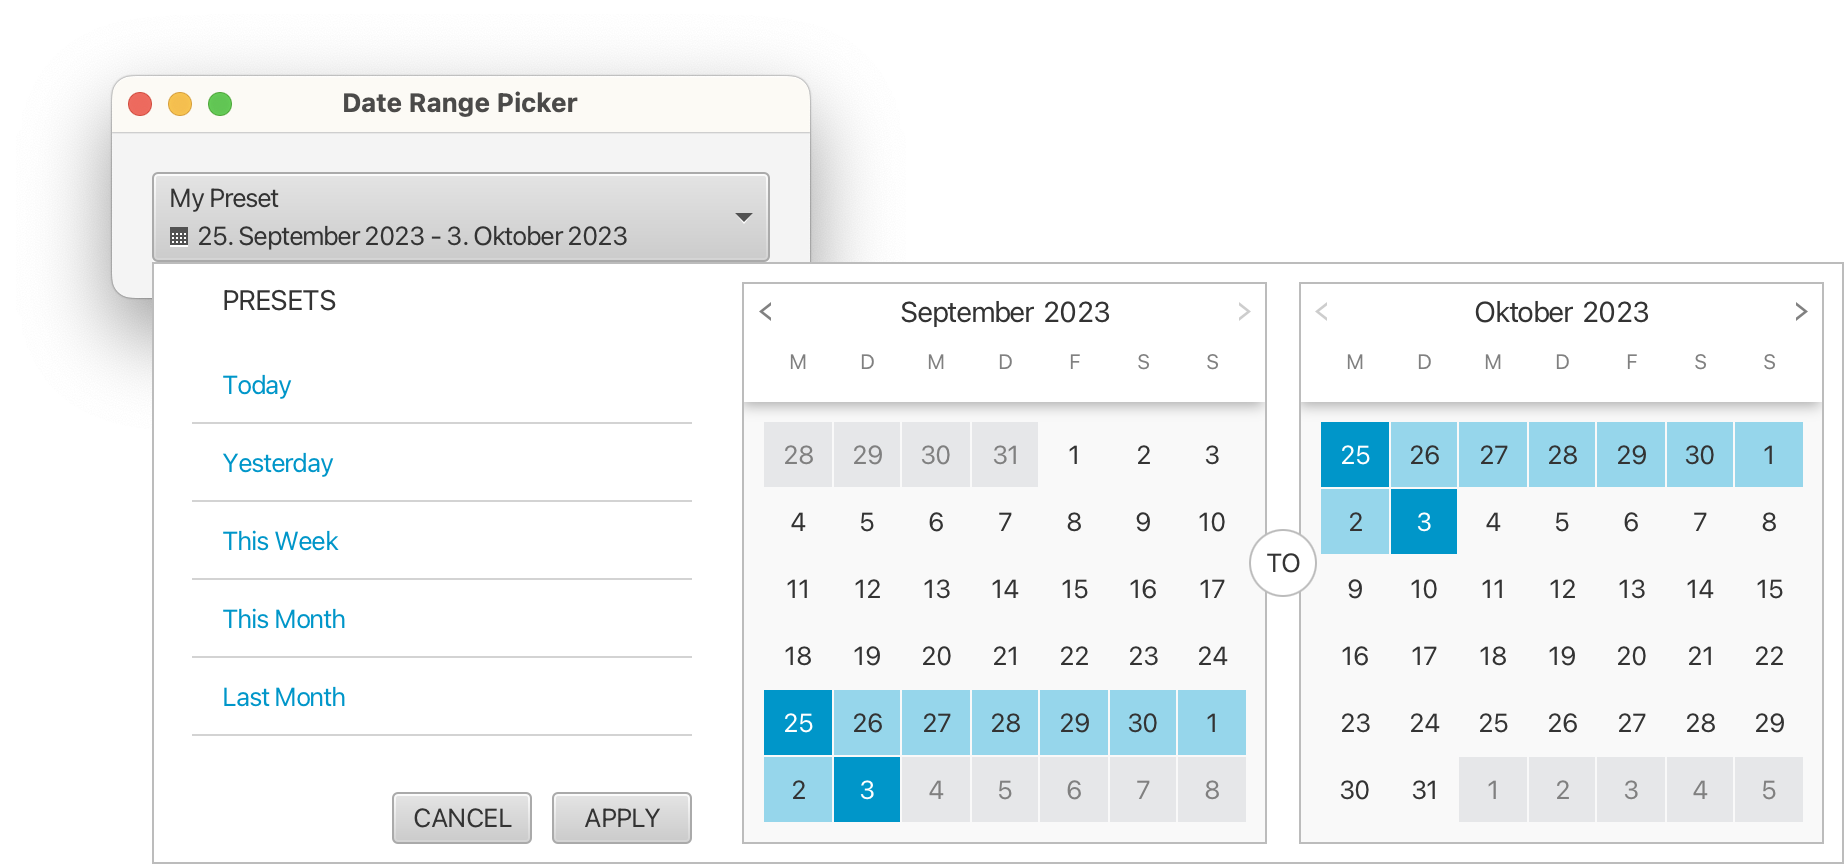 Date Range Picker
My Preset
25. September 2023 - 3. Oktober 2023
PRESETS
Today
Yesterday
This Week
This Month
Last Month
CANCEL APPLY
September 2023
M D M D F S S
28 29 30 31 1 2 3
4 5 6 7 8 9 10
11 12 13 14 15 16 17
18 19 20 21 22 23 24
25 26 27 28 29 30 1
2 3 4 5 6 7 8
TO
Oktober 2023
M D M D F S S
25 26 27 28 29 30 1
2 3 4 5 6 7 8
9 10 11 12 13 14 15
16 17 18 19 20 21 22
23 24 25 26 27 28 29
30 31 1 2 3 4 5